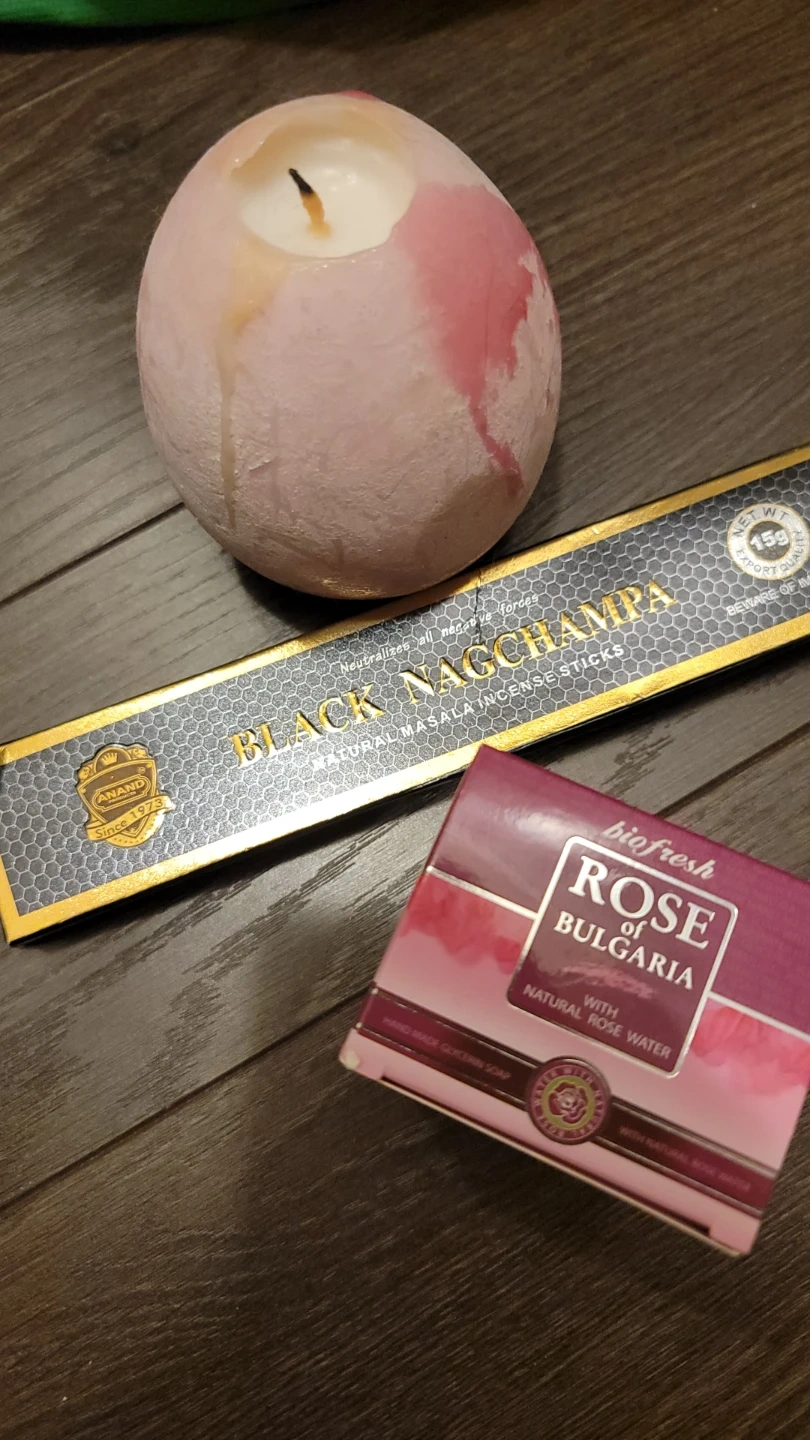 NET WT.
15g
EXPORT QUALITY
BEWARE OF
Neutralizes all negative forces
BLACK NAGCHAMPA
NATURAL MASALA INCENSE STICKS
ANAND
Since 1973
biofresh
ROSE
of
BULGARIA
WITH
NATURAL ROSE WATER
HAND MADE GLYCERIN SOAP
WITH NATURAL ROSE WATER